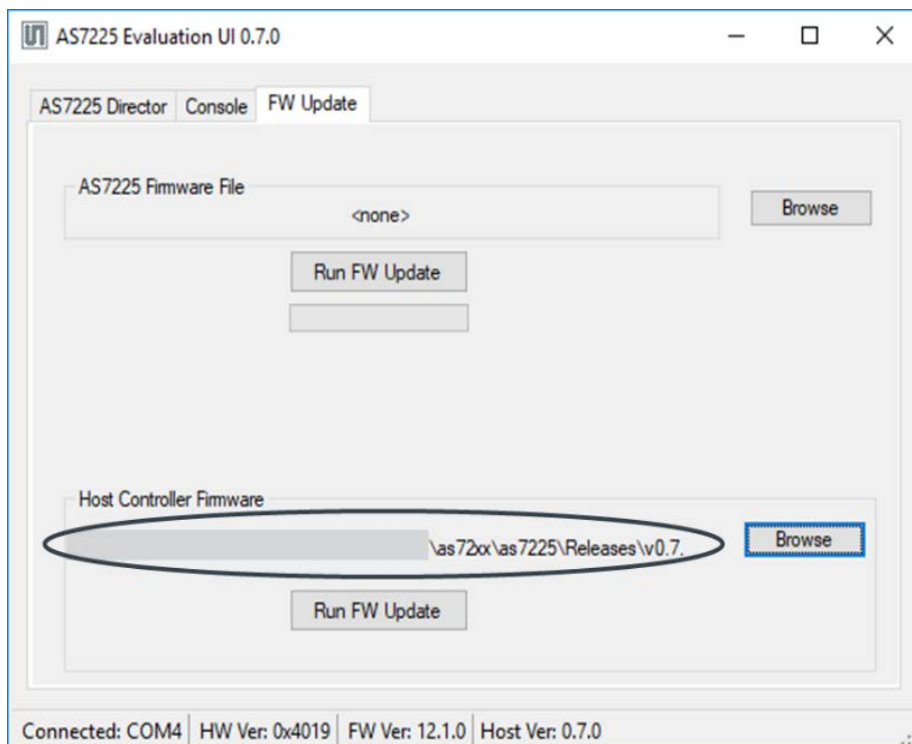 AS7225 Evaluation UI 0.7.0
AS7225 Director Console FW Update
AS7225 Firmware File
<none>
Browse
Run FW Update
Host Controller Firmware
\as72xx\as7225\Releases\v0.7.
Browse
Run FW Update
Connected: COM4 HW Ver: 0x4019 FW Ver: 12.1.0 Host Ver: 0.7.0